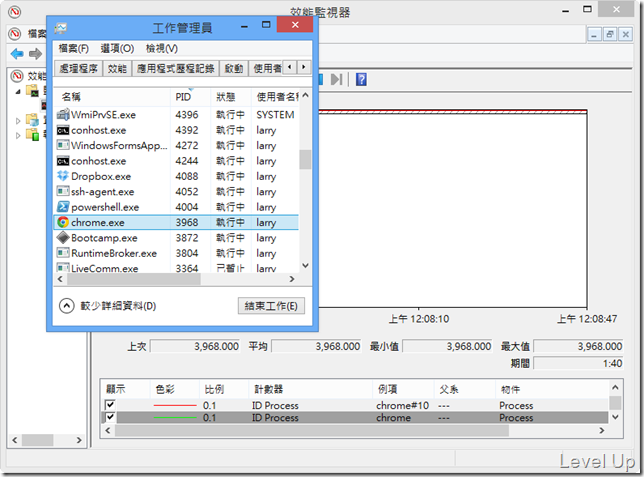 效能監視器
工作管理員
檔案(F) 選項(O) 檢視(V)
處理程序 效能 應用程式歷程記錄 啟動 使用者
名稱 PID 狀態 使用者名稱
WmiPrvSE.exe 4396 執行中 SYSTEM
conhost.exe 4392 執行中 larry
WindowsFormsApp... 4272 執行中 larry
conhost.exe 4244 執行中 larry
Dropbox.exe 4088 執行中 larry
ssh-agent.exe 4052 執行中 larry
powershell.exe 4004 執行中 larry
chrome.exe 3968 執行中 larry
Bootcamp.exe 3872 執行中 larry
RuntimeBroker.exe 3804 執行中 larry
LiveComm.exe 3364 已暫止 larry
較少詳細資料(D) 結束工作(E)
檔
效能
上午 12:08:10 上午 12:08:47
上次 3,968.000 平均 3,968.000 最小值 3,968.000 最大值 3,968.000
期間 1:40
顯示 色彩 比例 計數器 例項 父系 物件
0.1 ID Process chrome#10 --- Process
0.1 ID Process chrome --- Process
Level Up